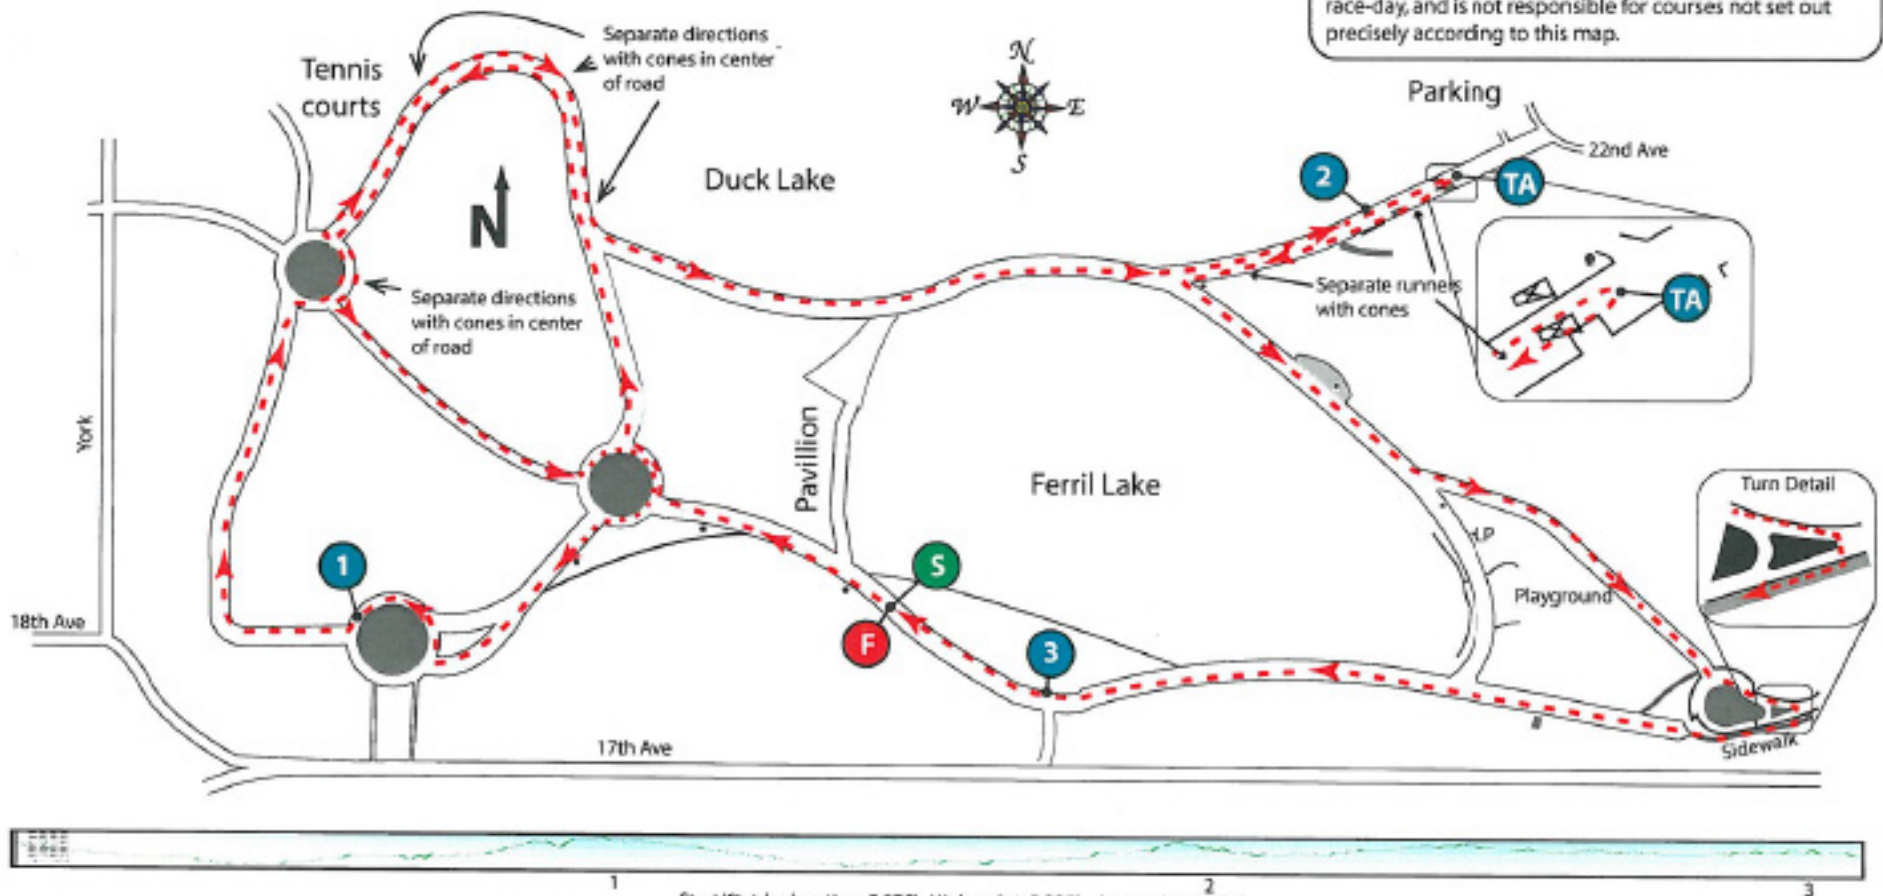 race-day, and is not responsible for courses not set out
precisely according to this map.
Separate directions
with cones in center
of road
Tennis
courts
N
W
E
S
Parking
22nd Ave
2
TA
Duck Lake
N
TA
Separate directions
with cones in center
of road
Separate runners
with cones
York
Pavillion
Ferril Lake
Turn Detail
1
S
Playground
18th Ave
F
3
17th Ave
Sidewalk
1
2
3